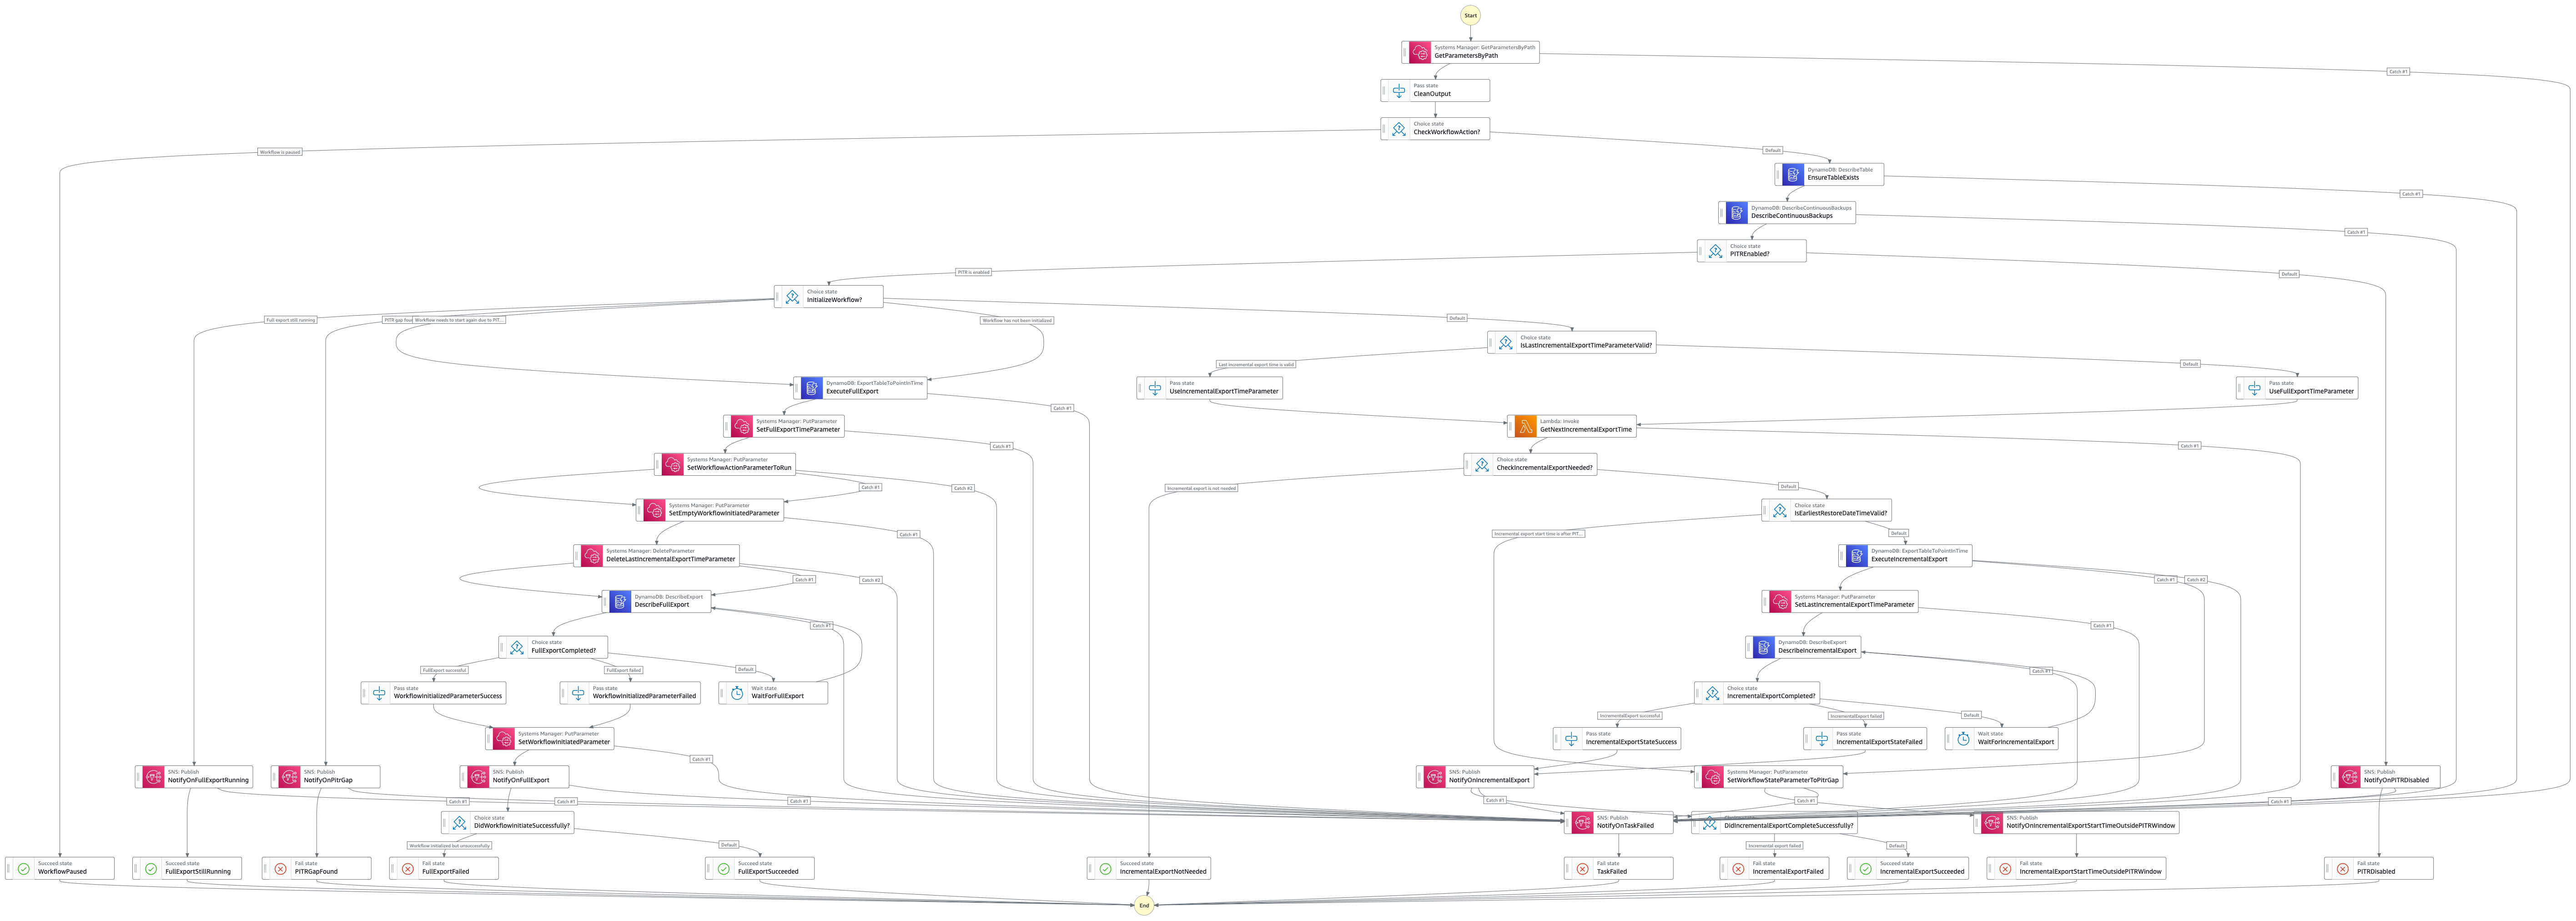 Start
Systems Manager: GetParametersByPath
GetParametersByPath
Catch #1
Pass state
CleanOutput
Choice state
CheckWorkflowAction?
Workflow is paused
Default
DynamoDB: DescribeTable
EnsureTableExists
Catch #1
DynamoDB: DescribeContinuousBackups
DescribeContinuousBackups
Catch #1
Choice state
PITREnabled?
PITR is enabled
Default
Choice state
InitializeWorkflow?
Full export still running
PITR gap fou
Workflow needs to start again due to PIT...
Workflow has not been initialized
Default
Choice state
IsLastIncrementalExportTimeParameterValid?
Last incremental export time is valid
Default
DynamoDB: ExportTableToPointInTime
ExecuteFullExport
Catch #1
Pass state
UseIncrementalExportTimeParameter
Pass state
UseFullExportTimeParameter
Systems Manager: PutParameter
SetFullExportTimeParameter
Catch #1
Lambda: Invoke
GetNextIncrementalExportTime
Catch #1
Systems Manager: PutParameter
SetWorkflowActionParameterToRun
Catch #1
Catch #2
Choice state
CheckIncrementalExportNeeded?
Incremental export is not needed
Default
Systems Manager: PutParameter
SetEmptyWorkflowInitiatedParameter
Catch #1
Choice state
IsEarliestRestoreDateTimeValid?
Incremental export start time is after PIT...
Default
Systems Manager: DeleteParameter
DeleteLastIncrementalExportTimeParameter
Catch #1
Catch #2
DynamoDB: ExportTableToPointInTime
ExecuteIncrementalExport
Catch #1
Catch #2
DynamoDB: DescribeExport
DescribeFullExport
Catch #1
Systems Manager: PutParameter
SetLastIncrementalExportTimeParameter
Catch #1
Choice state
FullExportCompleted?
FullExport successful
FullExport failed
Default
DynamoDB: DescribeExport
DescribeIncrementalExport
Catch #1
Pass state
WorkflowInitializedParameterSuccess
Pass state
WorkflowInitializedParameterFailed
Wait state
WaitForFullExport
Choice state
IncrementalExportCompleted?
IncrementalExport successful
IncrementalExport failed
Default
Systems Manager: PutParameter
SetWorkflowInitiatedParameter
Catch #1
Pass state
IncrementalExportStateSuccess
Pass state
IncrementalExportStateFailed
Wait state
WaitForIncrementalExport
SNS: Publish
NotifyOnFullExportRunning
Catch #1
SNS: Publish
NotifyOnPitrGap
Catch #1
SNS: Publish
NotifyOnFullExport
Catch #1
SNS: Publish
NotifyOnIncrementalExport
Catch #1
Systems Manager: PutParameter
SetWorkflowStateParameterToPitrGap
Catch #1
SNS: Publish
NotifyOnPITRDisabled
Catch #1
Choice state
DidWorkflowInitiateSuccessfully?
Workflow initialized but unsuccessfully
Default
SNS: Publish
NotifyOnTaskFailed
DidIncrementalExportCompleteSuccessfully?
Incremental export failed
Default
SNS: Publish
NotifyOnIncrementalExportStartTimeOutsidePITRWindow
Succeed state
WorkflowPaused
Succeed state
FullExportStillRunning
Fail state
PITRGapFound
Fail state
FullExportFailed
Succeed state
FullExportSucceeded
Succeed state
IncrementalExportNotNeeded
Fail state
TaskFailed
Fail state
IncrementalExportFailed
Succeed state
IncrementalExportSucceeded
Fail state
IncrementalExportStartTimeOutsidePITRWindow
Fail state
PITRDisabled
End